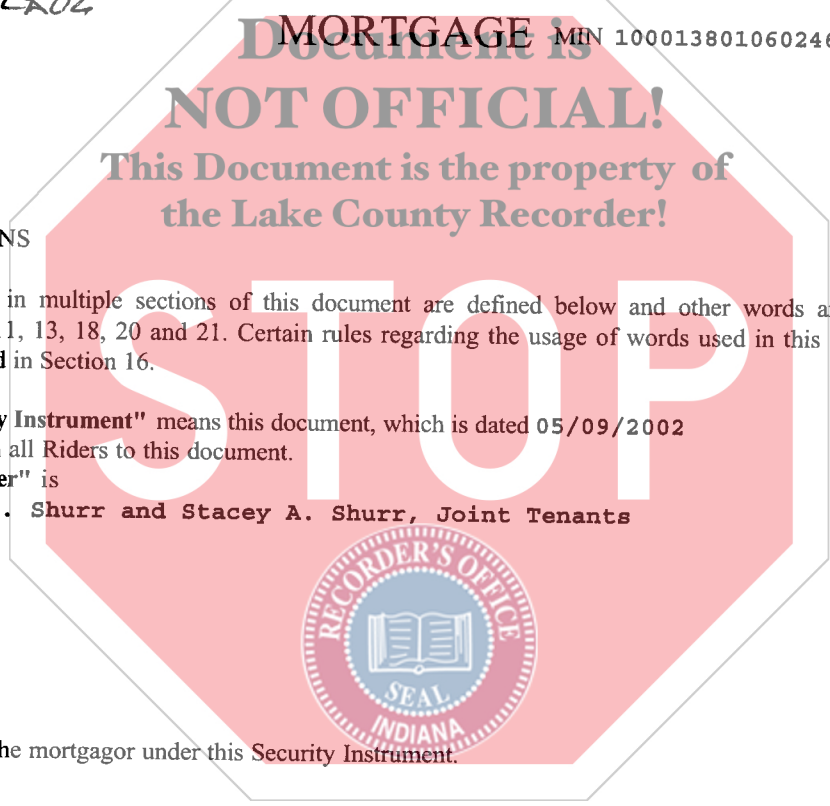 MORTGAGE MIN 10001380106024
Document is
NOT OFFICIAL!
This Document is the property of
the Lake County Recorder!
NS
in multiple sections of this document are defined below and other words a
11, 13, 18, 20 and 21. Certain rules regarding the usage of words used in this
d in Section 16.
y Instrument" means this document, which is dated 05/09/2002
all Riders to this document.
er" is
. Shurr and Stacey A. Shurr, Joint Tenants
STOP
RECORDER'S OFFICE
SEAL
INDIANA
he mortgagor under this Security Instrument.